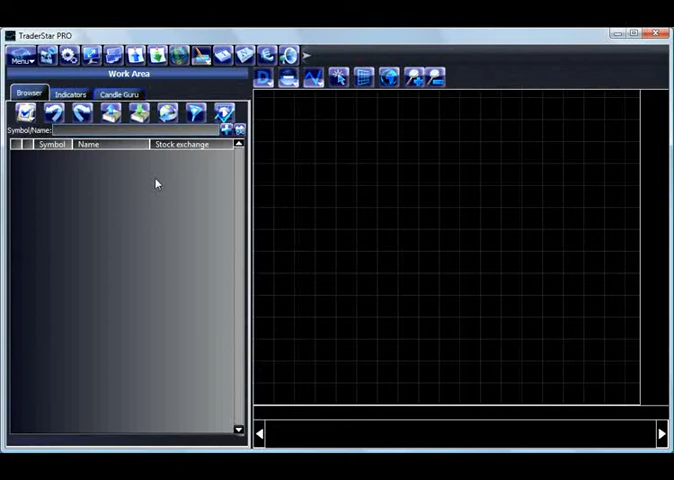 TraderStar PRO
Menu
Work Area
D
Browser Indicators Candle Guru
Symbol/Name:
Symbol Name Stock exchange